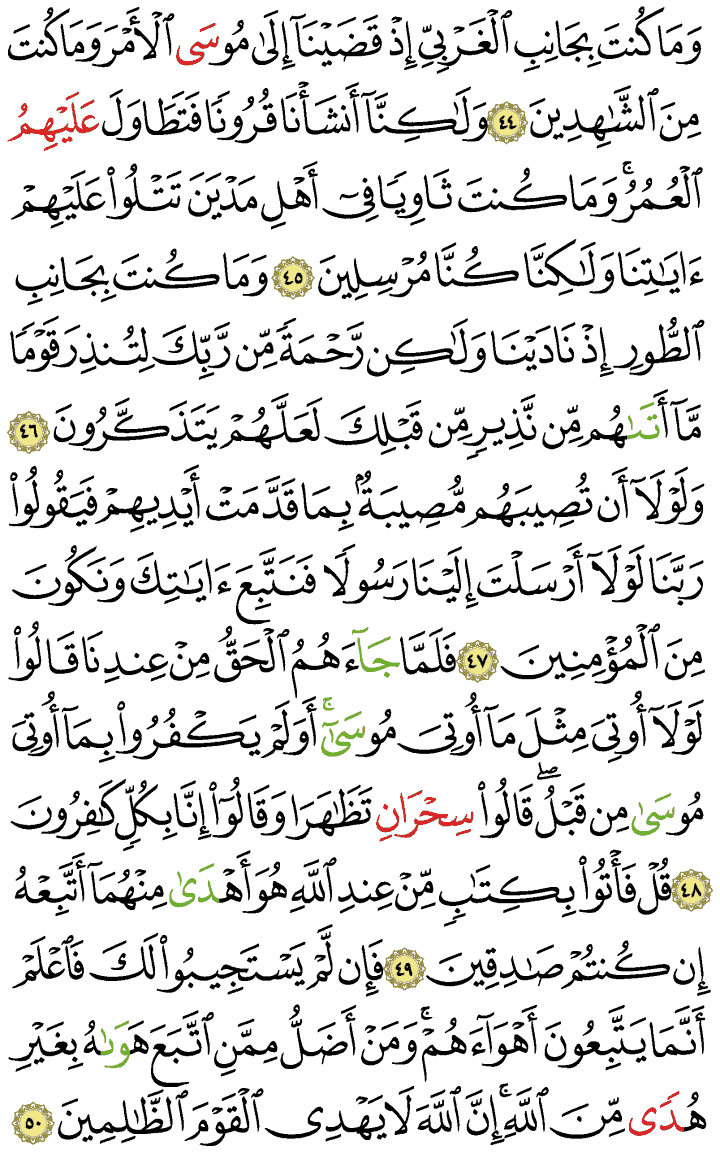 وَمَا كُنتَ بِجَانِبِ ٱلْغَرْبِيِّ إِذْ قَضَيْنَآ إِلَىٰ مُوسَى ٱلْأَمْرَ وَمَا كُنتَ
مِنَ ٱلشَّٰهِدِينَ ٤٤ وَلَٰكِنَّآ أَنشَأْنَا قُرُونًا فَتَطَاوَلَ عَلَيْهِمُ
ٱلْعُمُرُ ۚ وَمَا كُنتَ ثَاوِيًا فِىٓ أَهْلِ مَدْيَنَ تَتْلُوا۟ عَلَيْهِمْ
ءَايَٰتِنَا وَلَٰكِنَّا كُنَّا مُرْسِلِينَ ٤٥ وَمَا كُنتَ بِجَانِبِ
ٱلطُّورِ إِذْ نَادَيْنَا وَلَٰكِن رَّحْمَةً مِّن رَّبِّكَ لِتُنذِرَ قَوْمًا
مَّآ أَتَىٰهُم مِّن نَّذِيرٍ مِّن قَبْلِكَ لَعَلَّهُمْ يَتَذَكَّرُونَ ٤٦
وَلَوْلَآ أَن تُصِيبَهُم مُّصِيبَةٌۢ بِمَا قَدَّمَتْ أَيْدِيهِمْ فَيَقُولُوا۟
رَبَّنَا لَوْلَآ أَرْسَلْتَ إِلَيْنَا رَسُولًا فَنَتَّبِعَ ءَايَٰتِكَ وَنَكُونَ
مِنَ ٱلْمُؤْمِنِينَ ٤٧ فَلَمَّا جَآءَهُمُ ٱلْحَقُّ مِنْ عِندِنَا قَالُوا۟
لَوْلَآ أُوتِىَ مِثْلَ مَآ أُوتِىَ مُوسَىٰٓ ۚ أَوَلَمْ يَكْفُرُوا۟ بِمَآ أُوتِىَ
مُوسَىٰ مِن قَبْلُ ۖ قَالُوا۟ سِحْرَانِ تَظَٰهَرَا وَقَالُوٓا۟ إِنَّا بِكُلٍّ كَٰفِرُونَ
٤٨ قُلْ فَأْتُوا۟ بِكِتَٰبٍ مِّنْ عِندِ ٱللَّهِ هُوَ أَهْدَىٰ مِنْهُمَآ أَتَّبِعْهُ
إِن كُنتُمْ صَٰدِقِينَ ٤٩ فَإِن لَّمْ يَسْتَجِيبُوا۟ لَكَ فَٱعْلَمْ
أَنَّمَا يَتَّبِعُونَ أَهْوَآءَهُمْ ۚ وَمَنْ أَضَلُّ مِمَّنِ ٱتَّبَعَ هَوَىٰهُ بِغَيْرِ
هُدًى مِّنَ ٱللَّهِ ۚ إِنَّ ٱللَّهَ لَا يَهْدِى ٱلْقَوْمَ ٱلظَّٰلِمِينَ ٥٠